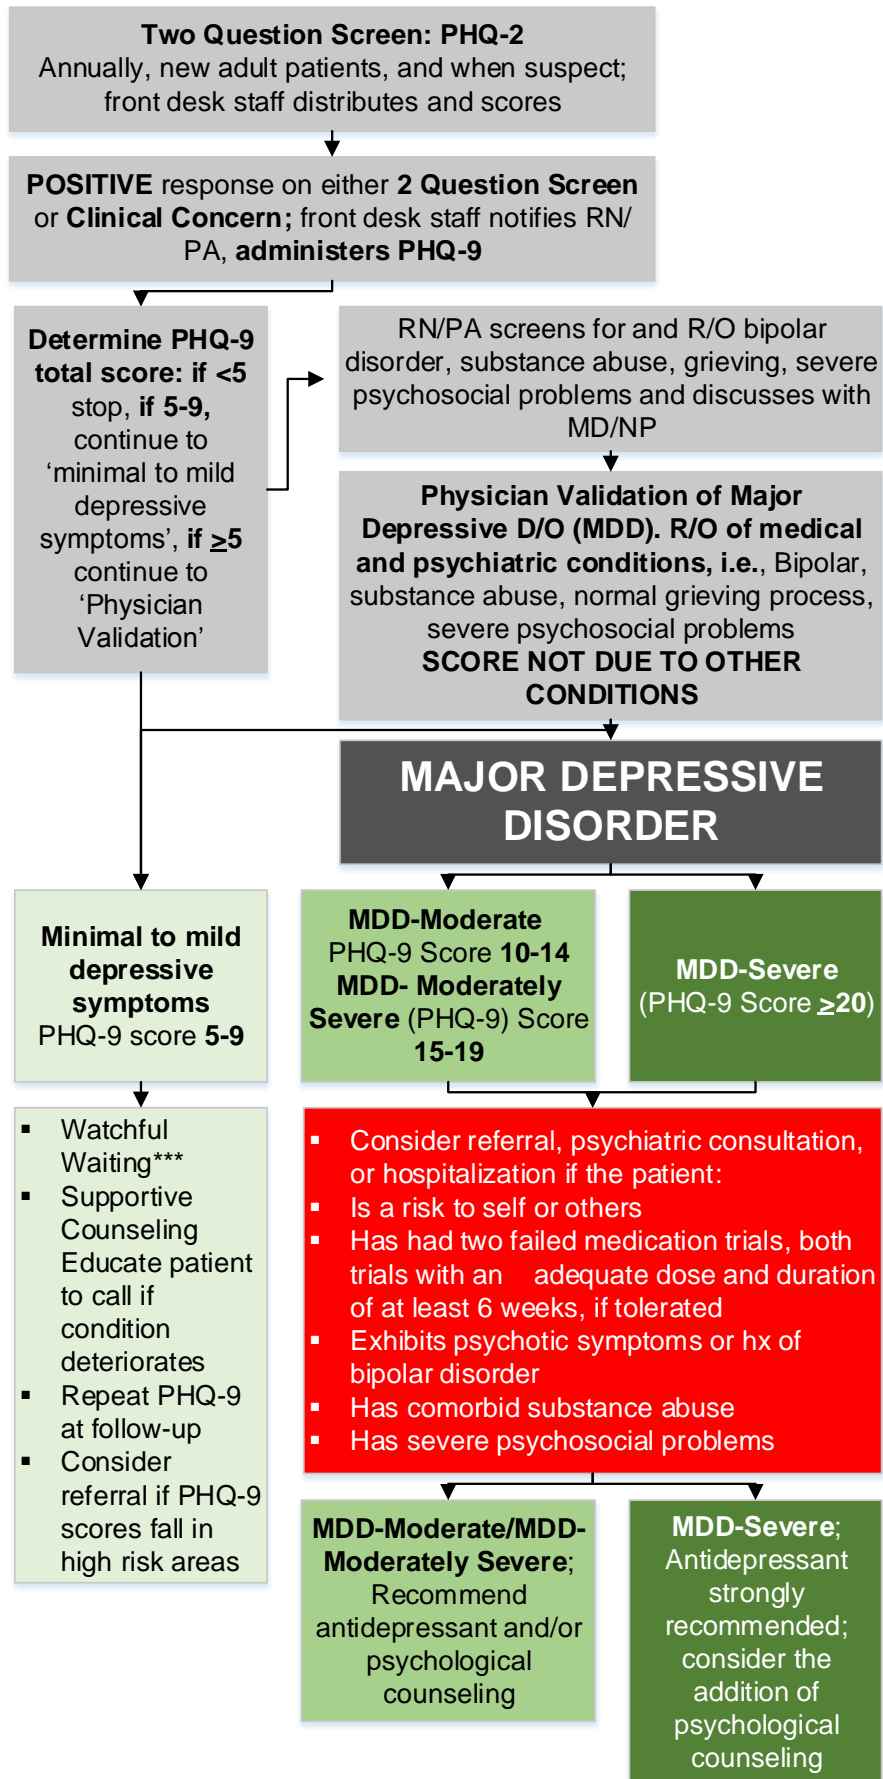 Two Question Screen: PHQ-2
Annually, new adult patients, and when suspect;
front desk staff distributes and scores
POSITIVE response on either 2 Question Screen
or Clinical Concern; front desk staff notifies RN/
PA, administers PHQ-9
Determine PHQ-9
total score: if <5
stop, if 5-9,
continue to
‘minimal to mild
depressive
symptoms’, if ≥5
continue to
‘Physician
Validation’
RN/PA screens for and R/O bipolar
disorder, substance abuse, grieving, severe
psychosocial problems and discusses with
MD/NP
Physician Validation of Major
Depressive D/O (MDD). R/O of medical
and psychiatric conditions, i.e., Bipolar,
substance abuse, normal grieving process,
severe psychosocial problems
SCORE NOT DUE TO OTHER
CONDITIONS
MAJOR DEPRESSIVE
DISORDER
Minimal to mild
depressive
symptoms
PHQ-9 score 5-9
MDD-Moderate
PHQ-9 Score 10-14
MDD- Moderately
Severe (PHQ-9) Score
15-19
MDD-Severe
(PHQ-9 Score ≥20)
▪ Watchful
Waiting***
▪ Supportive
Counseling
Educate patient
to call if
condition
deteriorates
▪ Repeat PHQ-9
at follow-up
▪ Consider
referral if PHQ-9
scores fall in
high risk areas
▪ Consider referral, psychiatric consultation,
or hospitalization if the patient:
▪ Is a risk to self or others
▪ Has had two failed medication trials, both
trials with an adequate dose and duration
of at least 6 weeks, if tolerated
▪ Exhibits psychotic symptoms or hx of
bipolar disorder
▪ Has comorbid substance abuse
▪ Has severe psychosocial problems
MDD-Moderate/MDD-
Moderately Severe;
Recommend
antidepressant and/or
psychological
counseling
MDD-Severe;
Antidepressant
strongly
recommended;
consider the
addition of
psychological
counseling